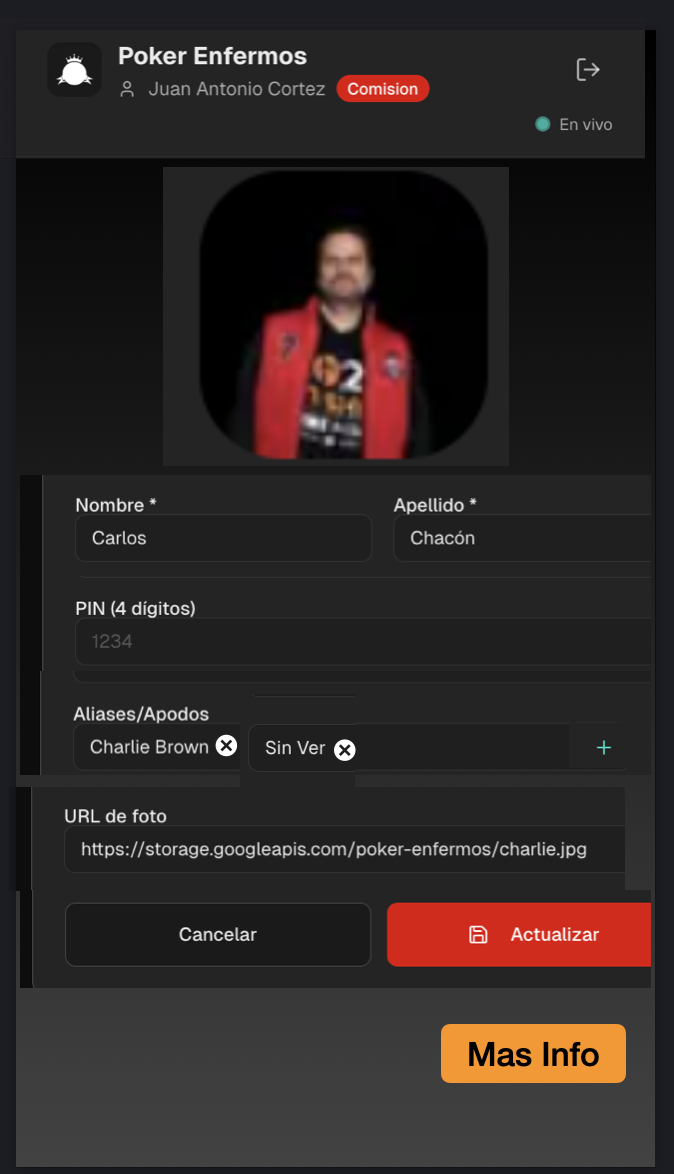 Poker Enfermos
Juan Antonio Cortez Comision
En vivo
Nombre * Apellido *
Carlos Chacón
PIN (4 dígitos)
1234
Aliases/Apodos
Charlie Brown Sin Ver +
URL de foto
https://storage.googleapis.com/poker-enfermos/charlie.jpg
Cancelar Actualizar
Mas Info